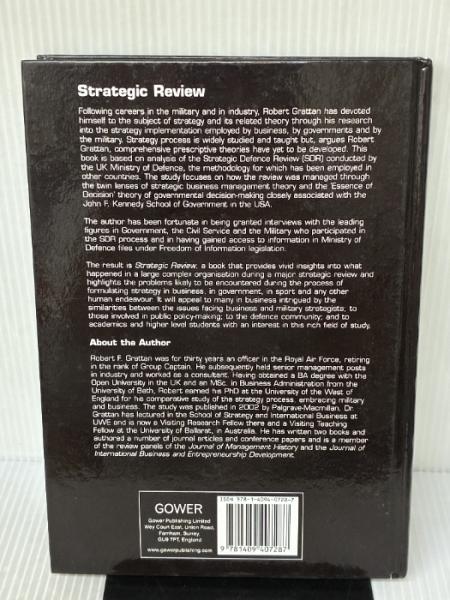 Strategic Review
Following careers in the military and in industry, Robert Grattan has devoted
himself to the subject of strategy and its related theory through his research
into the strategy implementation employed by business, by governments and by
the military. Strategy process is widely studied and taught but, argues Robert
Grattan, comprehensive prescriptive theories have yet to be developed. This
book is based on analysis of the Strategic Defence Review (SDR) conducted by
the UK Ministry of Defence, the methodology for which has been employed in
other countries. The study focuses on how the review was managed through
the twin lenses of strategic business management theory and the 'Essence of
Decision' theory of governmental decision-making closely associated with the
John F. Kennedy School of Government in the USA.
The author has been fortunate in being granted interviews with the leading
figures in Government, the Civil Service and the Military who participated in
the SDR process and in having gained access to information in Ministry of
Defence files under Freedom of Information legislation.
The result is Strategic Review, a book that provides vivid insights into what
happened in a large complex organisation during a major strategic review and
highlights the problems likely to be encountered during the process of
formulating strategy in business, in government, in sport and any other
human endeavour. It will appeal to many in business intrigued by the
similarities between the issues facing business and military strategists; to
those involved in public policy-making; to the defence community; and to
academics and higher level students with an interest in this rich field of study.
About the Author
Robert F. Grattan was for thirty years an officer in the Royal Air Force, retiring
in the rank of Group Captain. He subsequently held senior management posts
in industry and worked as a consultant. Having obtained a BA degree with the
Open University in the UK and an MSc. in Business Administration from the
University of Bath, Robert earned his PhD at the University of the West of
England for his comparative study of the strategy process, embracing military
and business. The study was published in 2002 by Palgrave-Macmillan. Dr.
Grattan has lectured in the School of Strategy and International Business at
UWE and is now a Visiting Research Fellow there and a Visiting Teaching
Fellow at the University of Ballarat, in Australia. He has written two books and
authored a number of journal articles and conference papers and is a member
of the review panels of the Journal of Management History and the Journal of
International Business and Entrepreneurship Development.
GOWER
Gower Publishing Limited
Wey Court East, Union Road,
Farnham, Surrey
GU9 7PT, England
www.gowerpublishing.com
ISBN 978-1-4094-0728-7
9 781409 407287